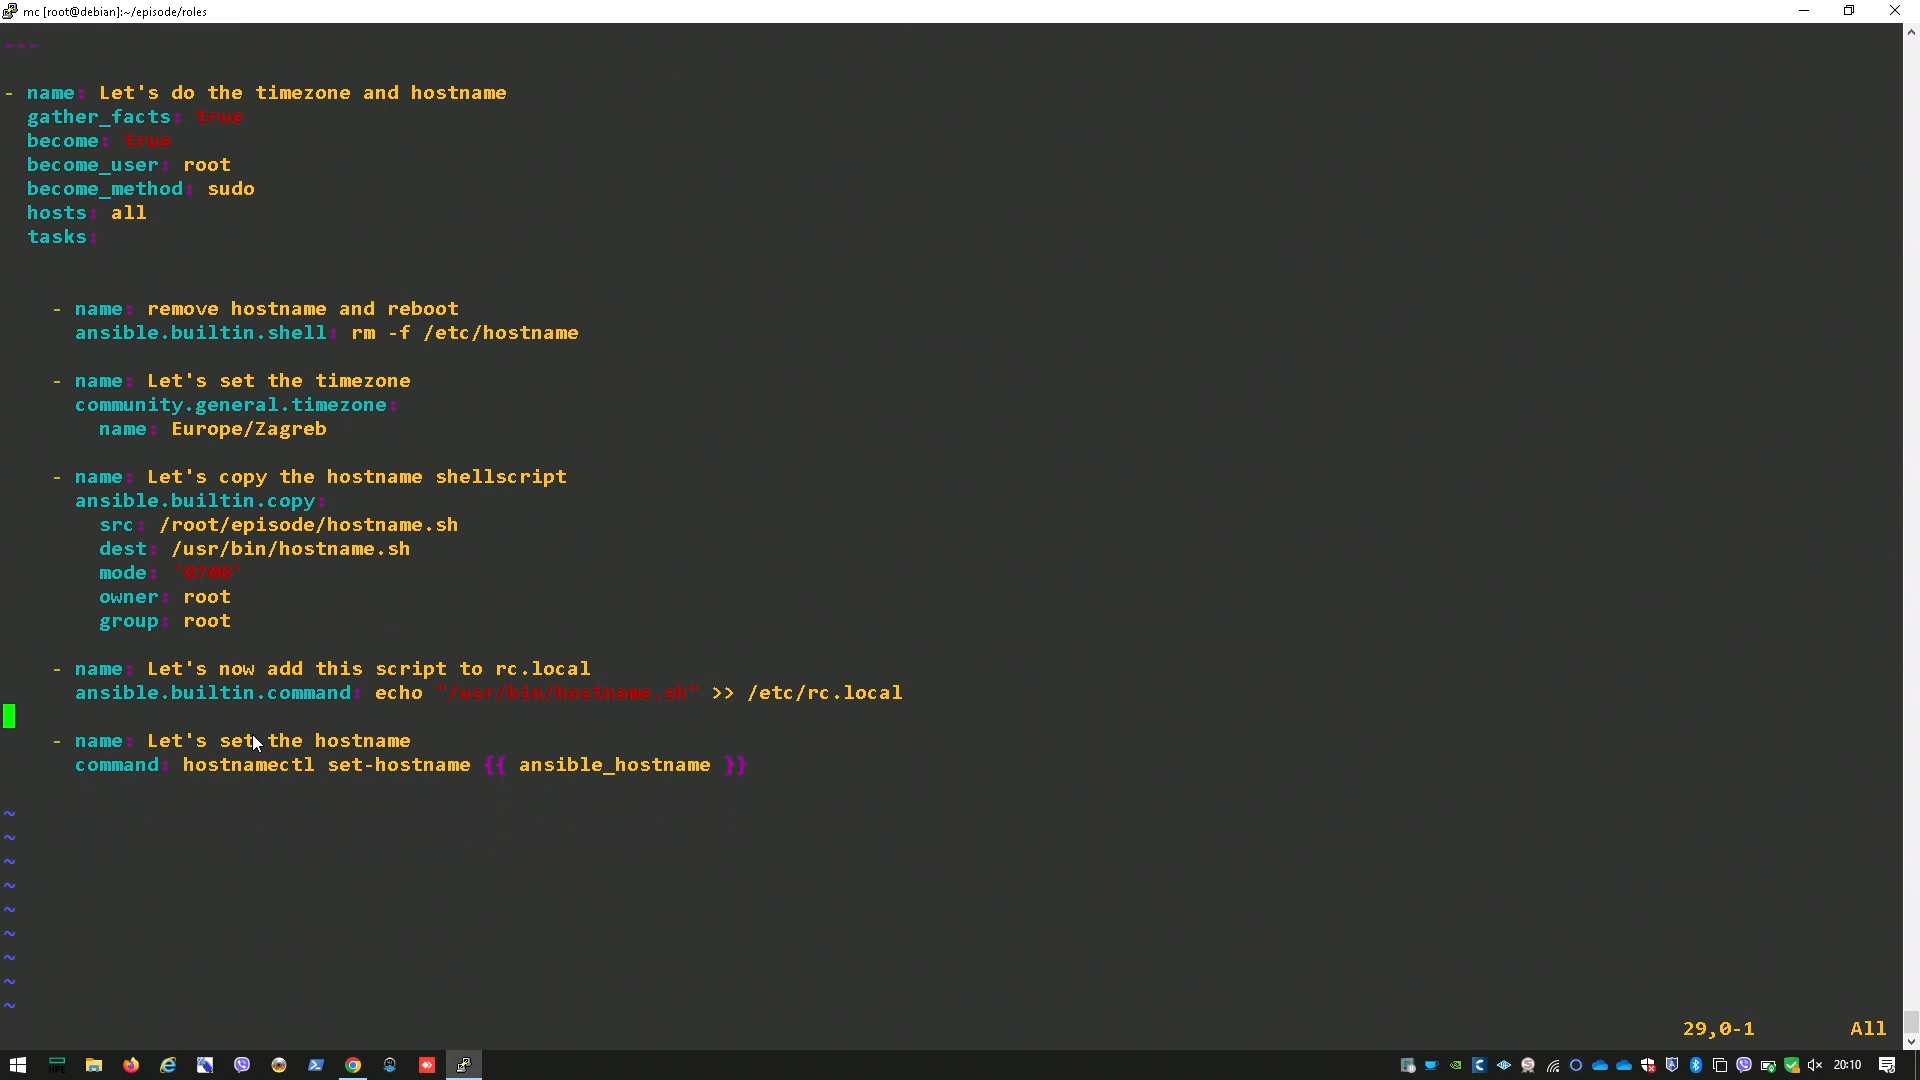 mc [root@debian]:~/episode/roles
---
- name: Let's do the timezone and hostname
  gather_facts: true
  become: true
  become_user: root
  become_method: sudo
  hosts: all
  tasks:
    - name: remove hostname and reboot
      ansible.builtin.shell: rm -f /etc/hostname
    - name: Let's set the timezone
      community.general.timezone:
        name: Europe/Zagreb
    - name: Let's copy the hostname shellscript
      ansible.builtin.copy:
        src: /root/episode/hostname.sh
        dest: /usr/bin/hostname.sh
        mode: '0700'
        owner: root
        group: root
    - name: Let's now add this script to rc.local
      ansible.builtin.command: echo "/usr/bin/hostname.sh" >> /etc/rc.local
    - name: Let's set the hostname
      command: hostnamectl set-hostname {{ ansible_hostname }}
~
~
~
~
~
~
~
~
~
29,0-1 All
HPE
20:10